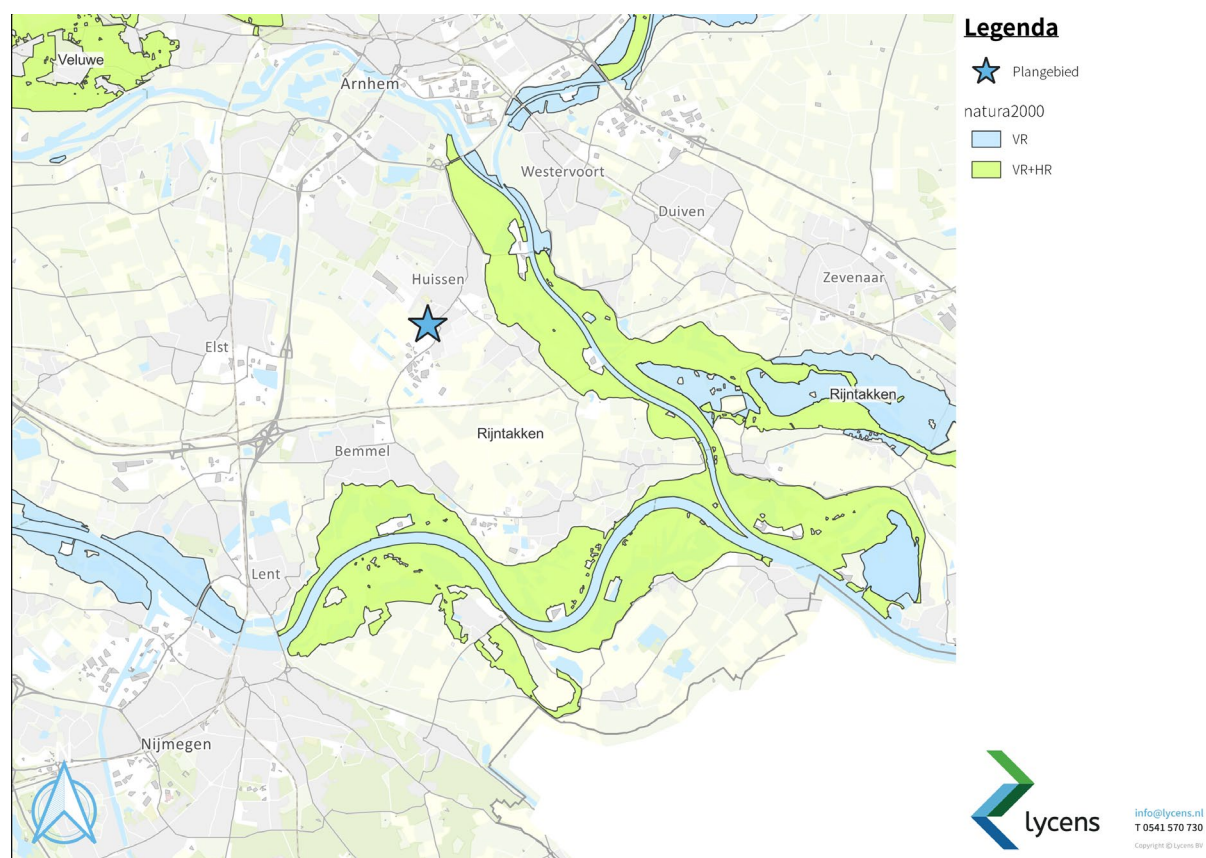 Legenda
Plangebied
natura2000
VR
VR+HR
Veluwe
Arnhem
Westervoort
Duiven
Zevenaar
Huissen
Elst
Rijntakken
Rijntakken
Bemmel
Lent
Nijmegen
lycens
info@lycens.nl
T 0541 570 730
Copyright © Lycens BV